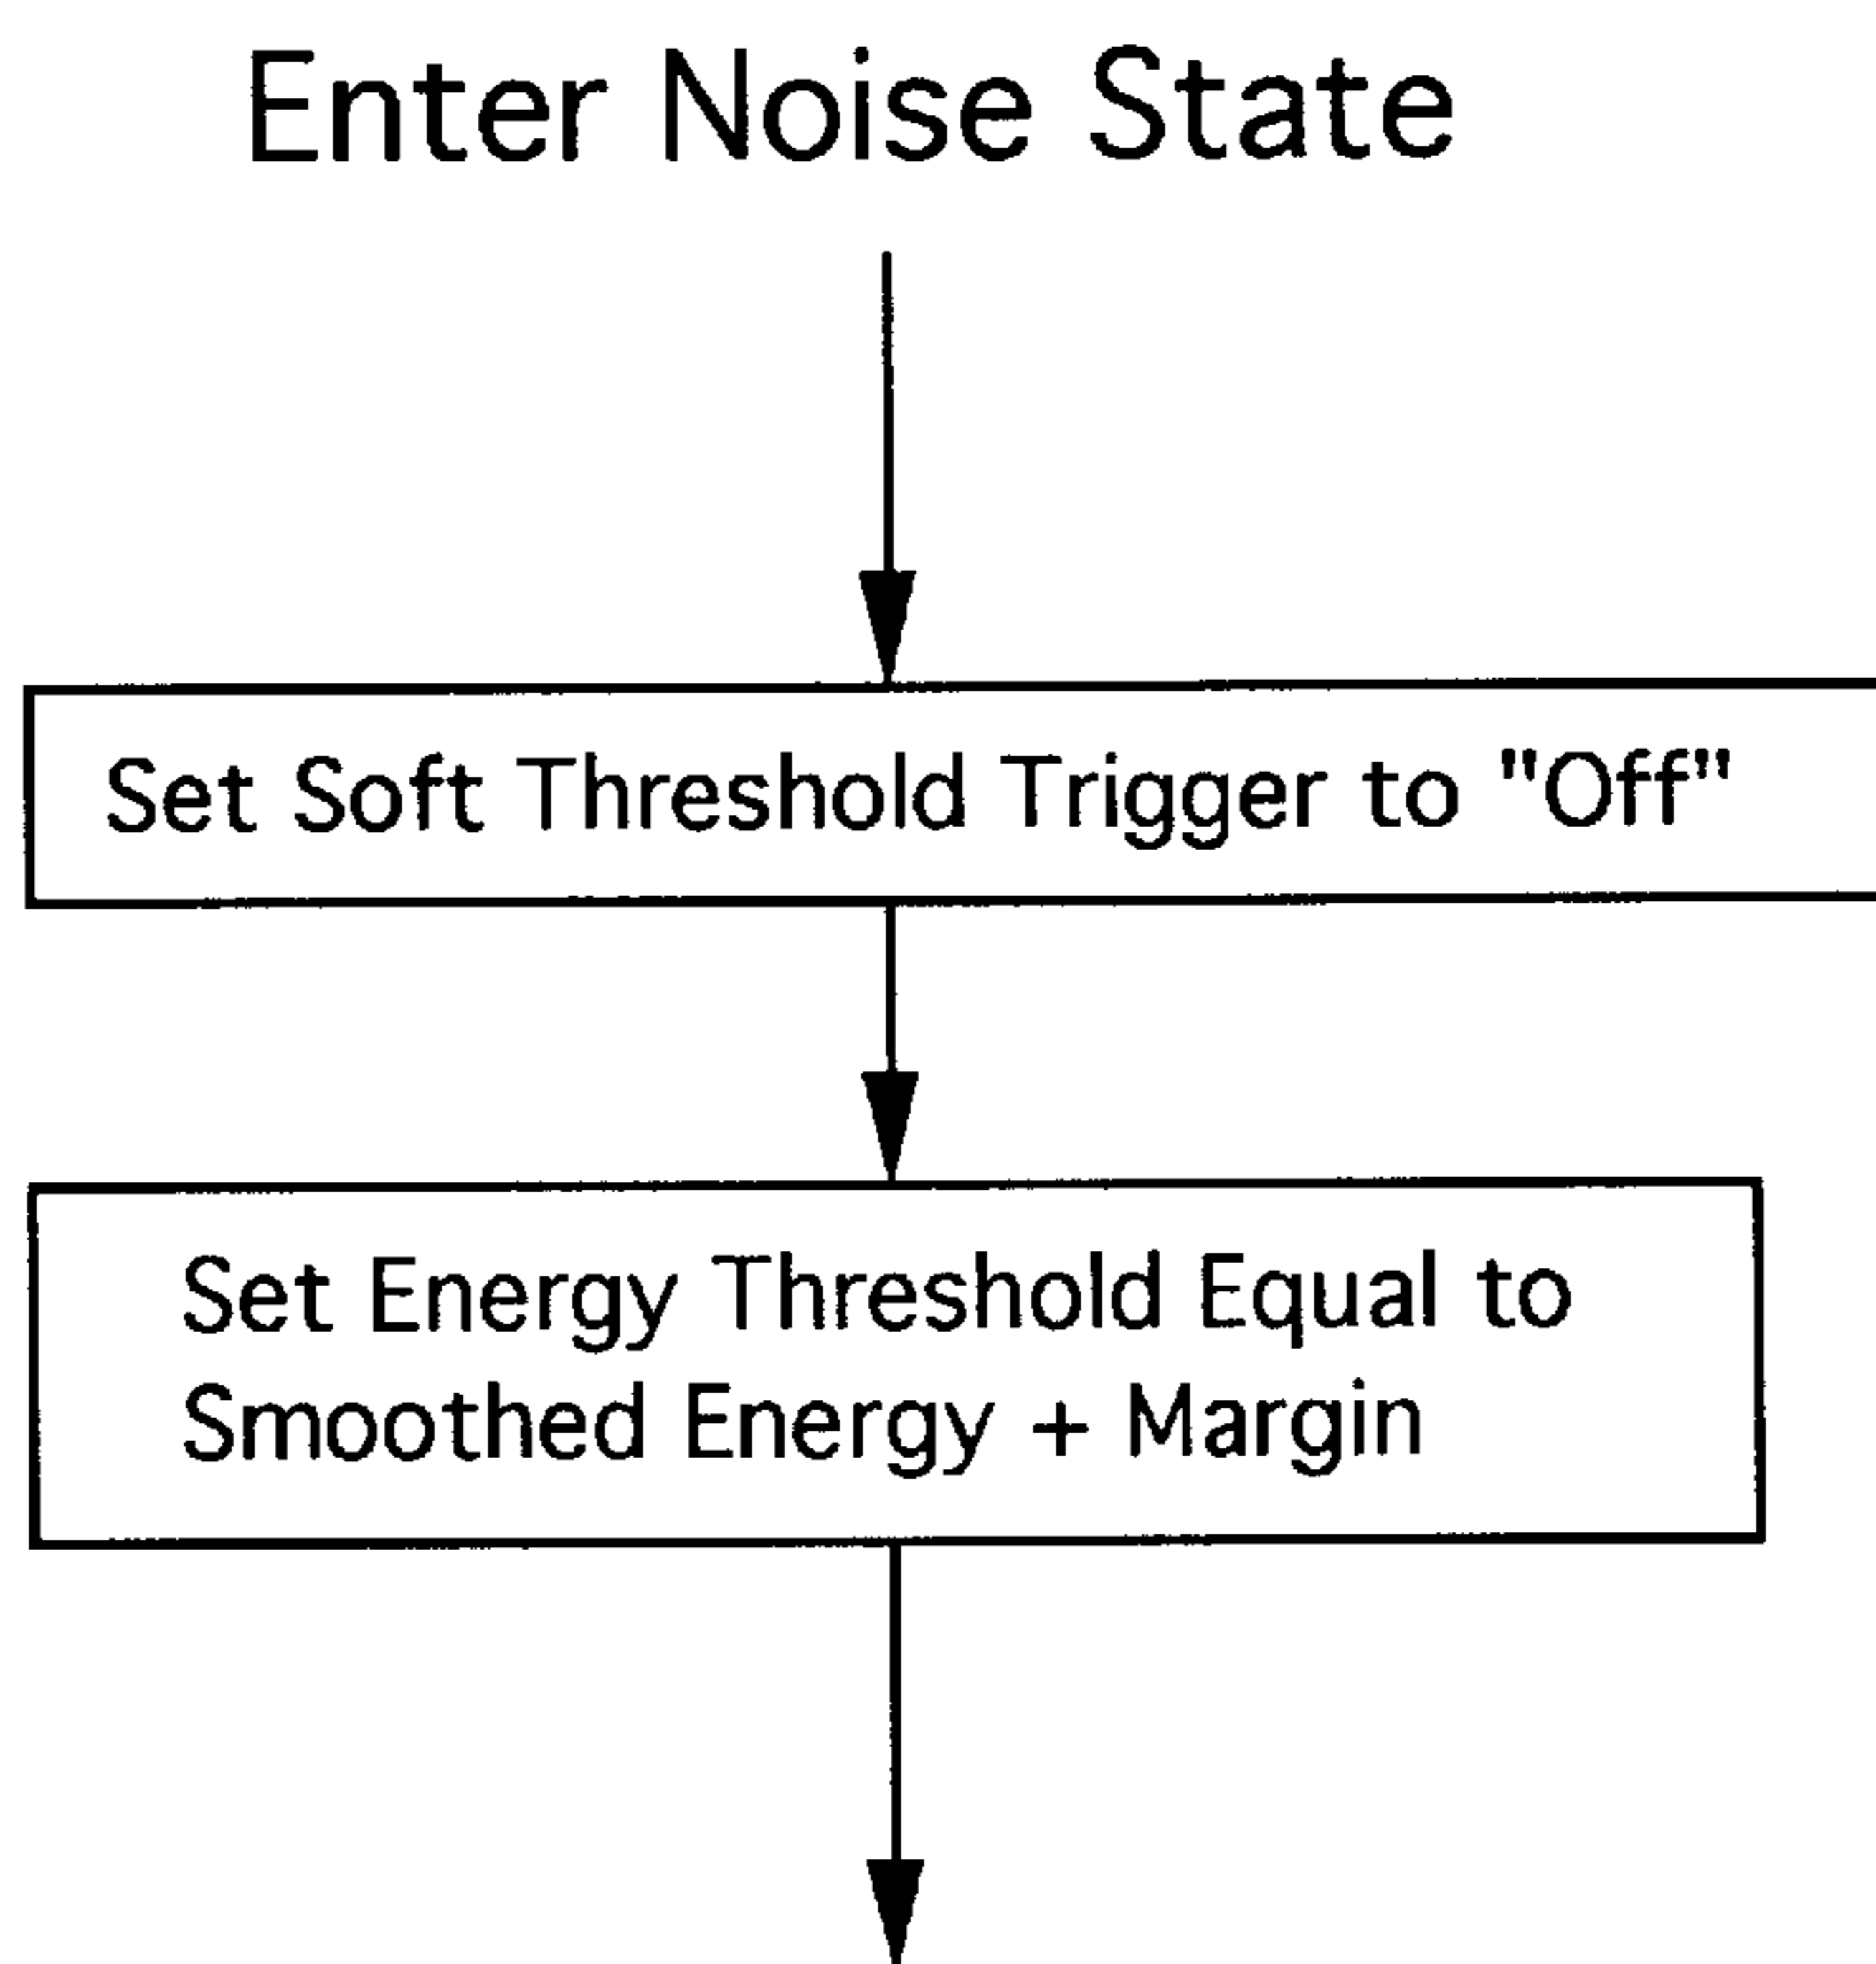 Enter Noise State
Set Soft Threshold Trigger to "Off"
Set Energy Threshold Equal to
Smoothed Energy + Margin